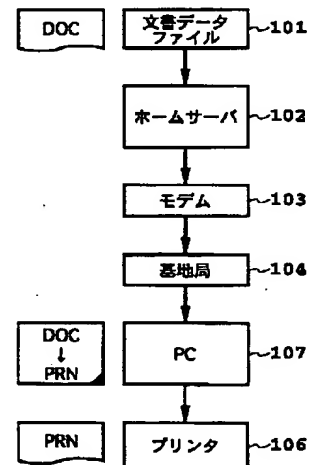 DOC
文書データ
ファイル
101
ホームサーバ
102
モデム
103
基地局
104
DOC
↓
PRN
PC
107
PRN
プリンタ
106